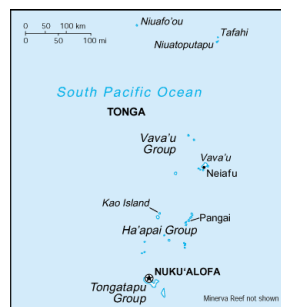 0 50 100 km
0 50 100 mi
Niuafo'ou
Tafahi
Niuatoputapu
South Pacific Ocean
TONGA
Vava'u
Group
Vava'u
Neiafu
Kao Island
Pangai
Ha'apai Group
NUKU'ALOFA
Tongatapu
Group
Minerva Reef not shown